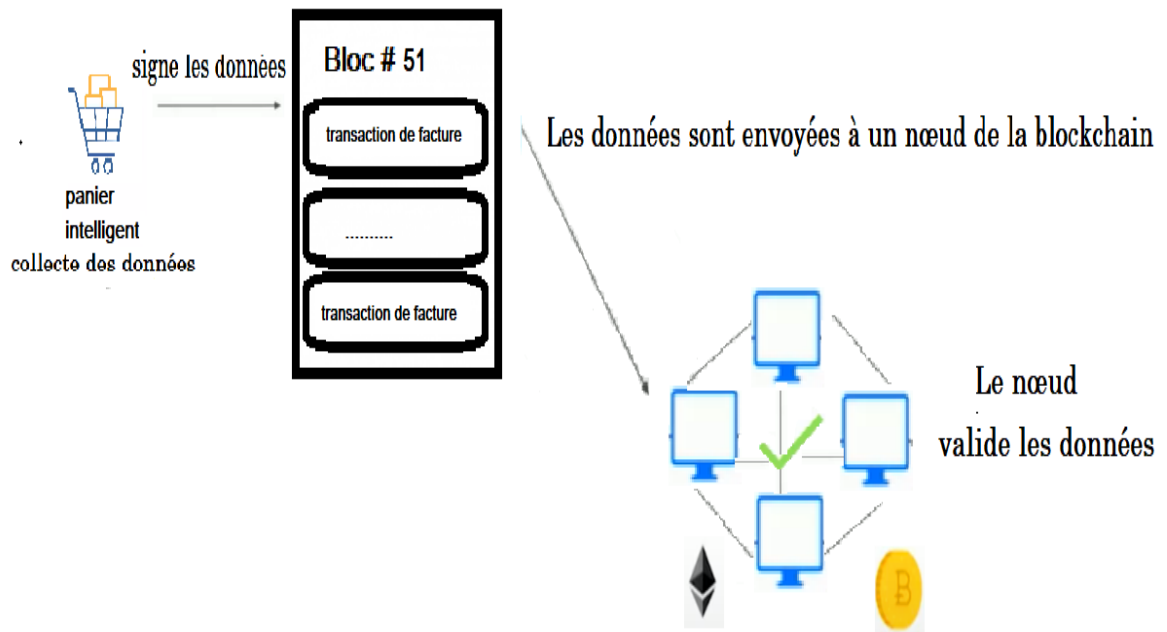 signe les données
panier
intelligent
collecte des données
Bloc # 51
transaction de facture
..........
transaction de facture
Les données sont envoyées à un nœud de la blockchain
Le nœud
valide les données
B